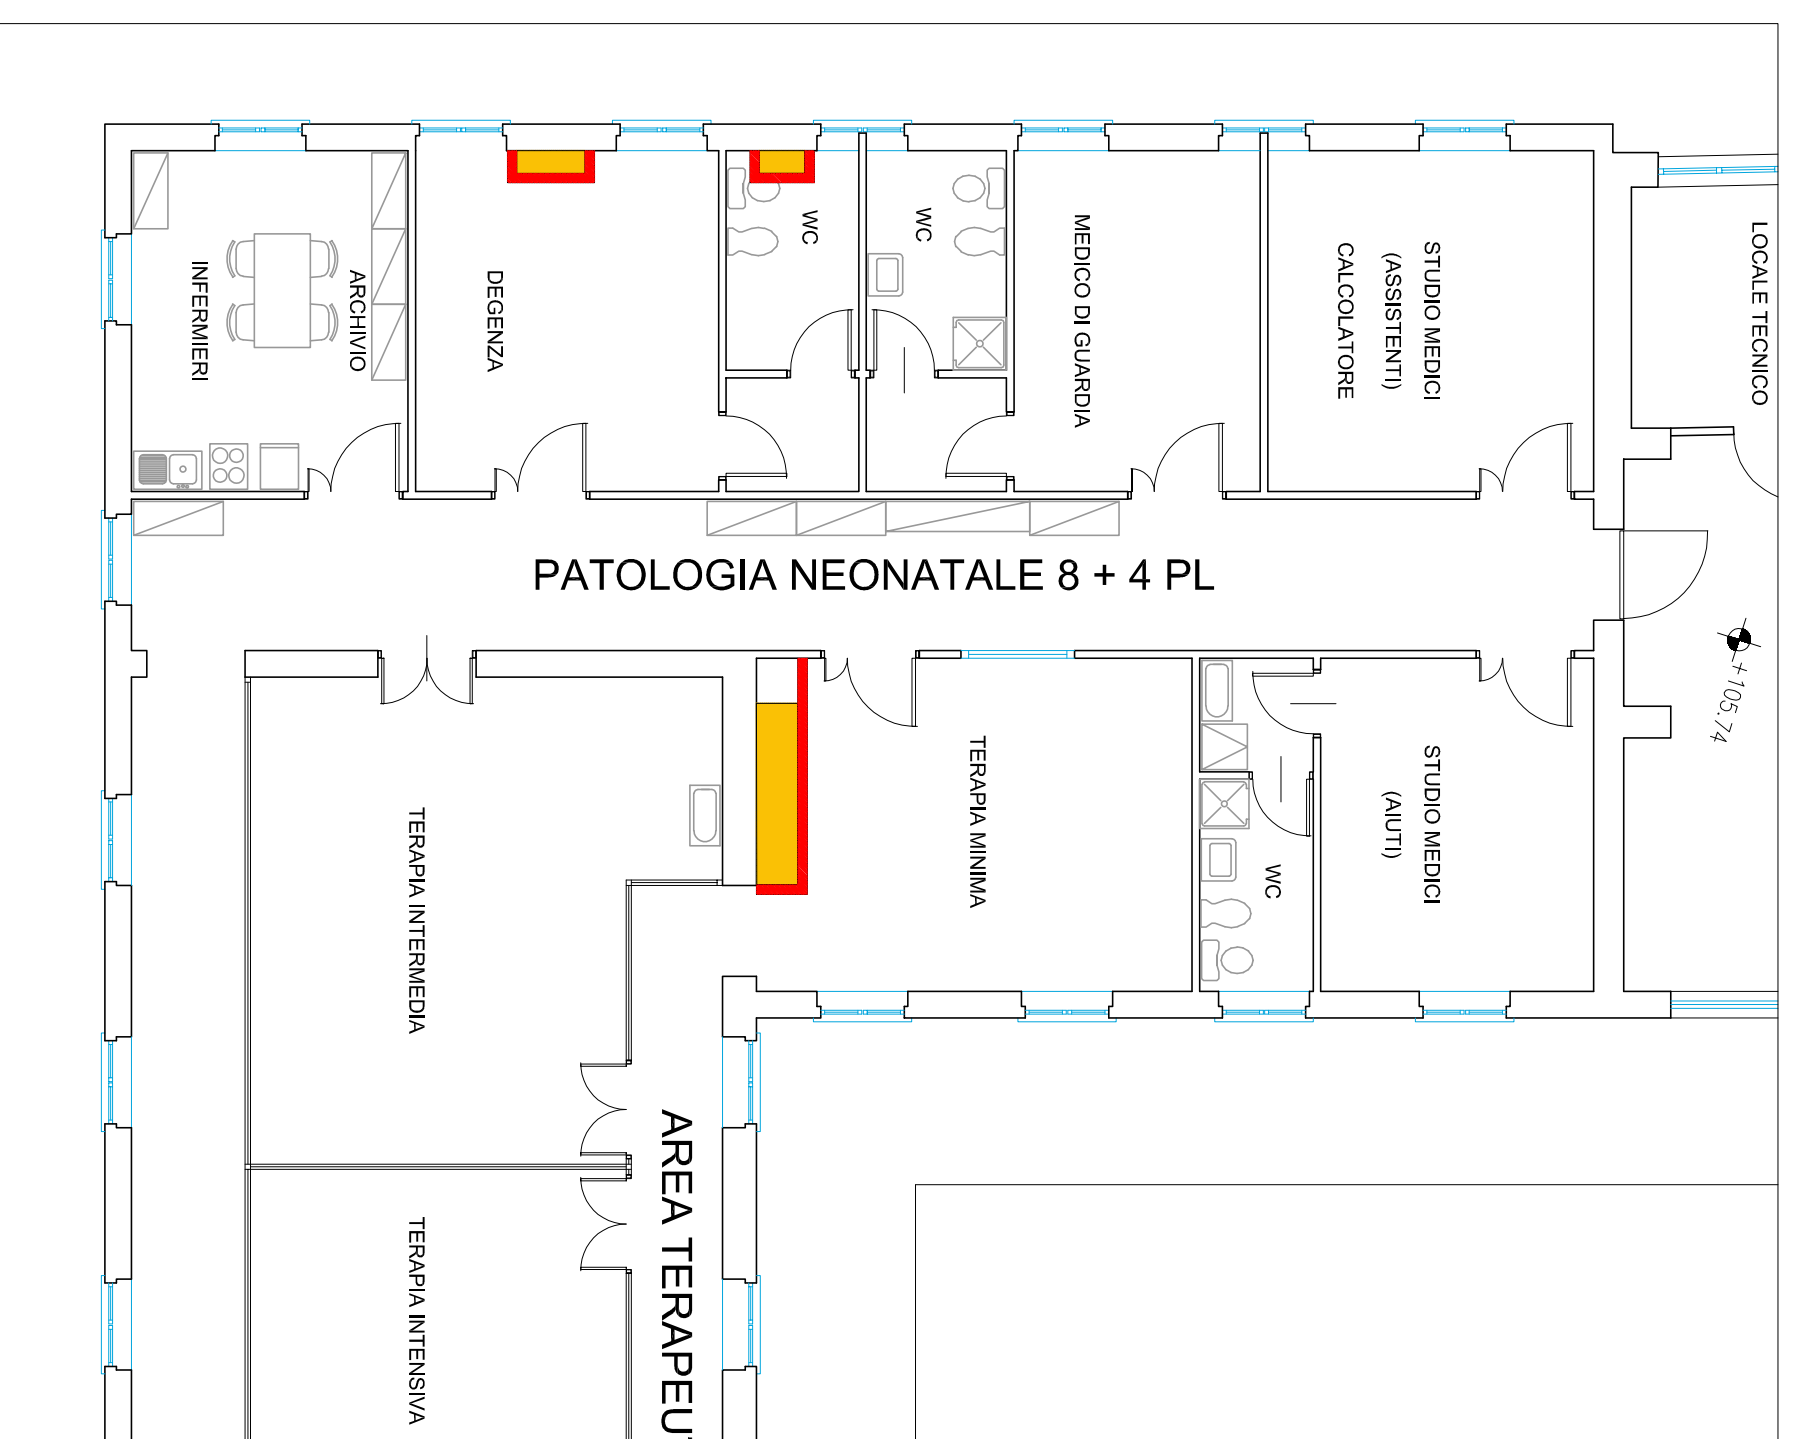 INFERMIERI
ARCHIVIO
DEGENZA
WC
WC
MEDICO DI GUARDIA
STUDIO MEDICI
(ASSISTENTI)
CALCOLATORE
LOCALE TECNICO
PATOLOGIA NEONATALE 8 + 4 PL
+105.74
TERAPIA INTERMEDIA
TERAPIA MINIMA
WC
STUDIO MEDICI
(AIUTI)
TERAPIA INTENSIVA
AREA